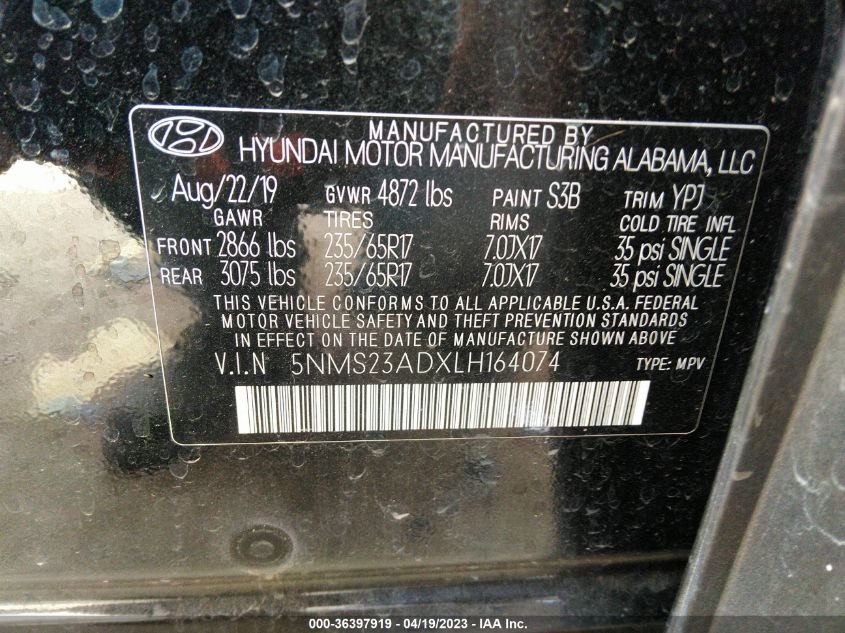 MANUFACTURED BY
HYUNDAI MOTOR MANUFACTURING ALABAMA, LLC
Aug/22/19 GVWR 4872 lbs PAINT S3B TRIM YPJ
GAWR TIRES RIMS COLD TIRE INFL
FRONT 2866 lbs 235/65R17 7.0JX17 35 psi SINGLE
REAR 3075 lbs 235/65R17 7.0JX17 35 psi SINGLE
THIS VEHICLE CONFORMS TO ALL APPLICABLE U.S.A. FEDERAL
MOTOR VEHICLE SAFETY AND THEFT PREVENTION STANDARDS
IN EFFECT ON THE DATE OF MANUFACTURE SHOWN ABOVE
V.I.N 5NMS23ADXLH164074 TYPE: MPV
000-36397919 - 04/19/2023 - IAA Inc.